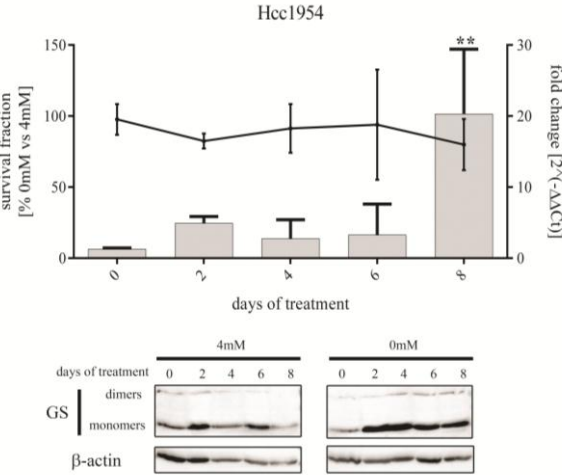 Hcc1954
survival fraction
[% 0mM vs 4mM]
150
100
50
0
**
30
20
10
0
fold change [2^(-ΔΔCt)]
0 2 4 6 8
days of treatment
4mM 0mM
days of treatment 0 2 4 6 8 0 2 4 6 8
dimers
GS
monomers
β-actin